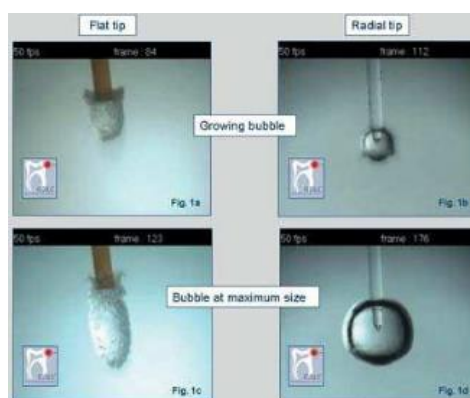 Flat tip
Radial tip
50 fps frame : 84
50 fps frame : 112
Growing bubble
Fig. 1a
Fig. 1b
50 fps frame : 123
50 fps frame : 176
Bubble at maximum size
Fig. 1c
Fig. 1d